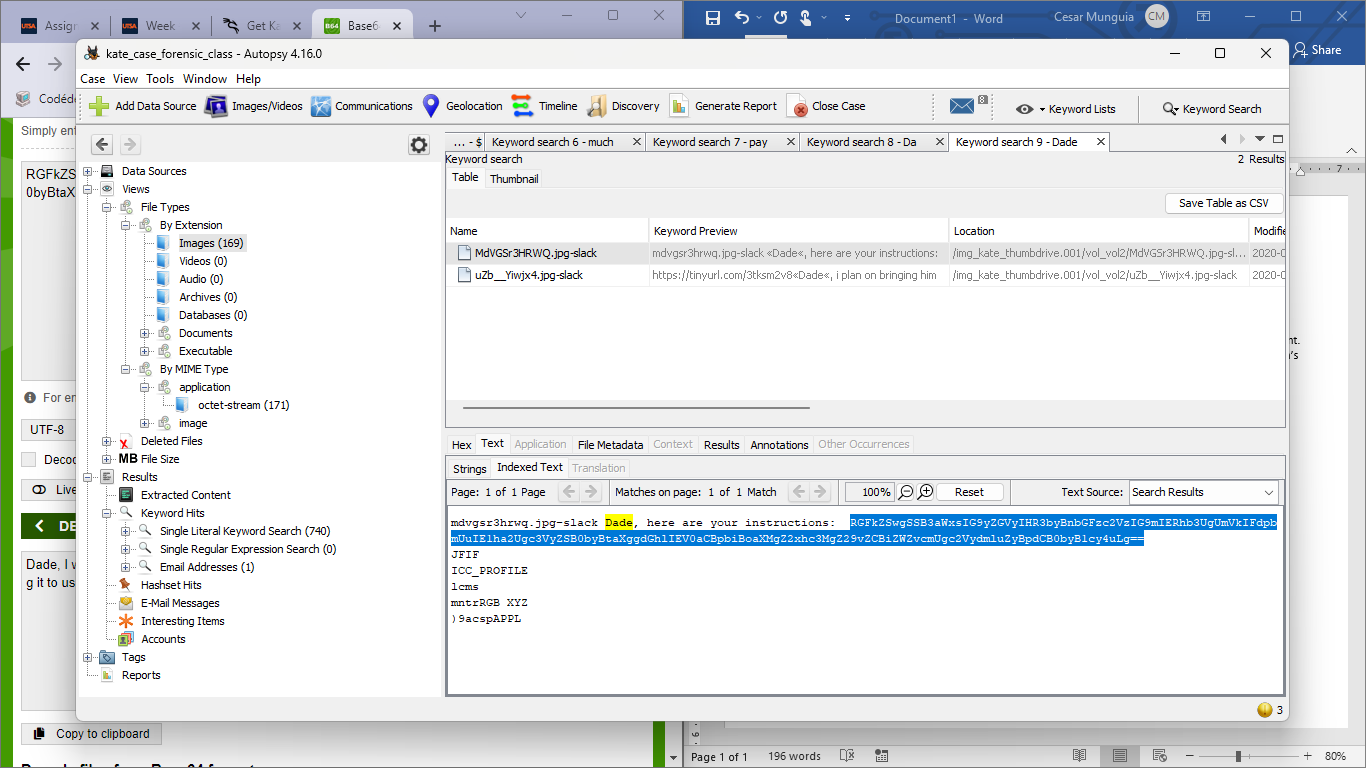 Assign
Week
Get Ka
Base6
Document1 - Word
Cesar Munguia
CM
Share
kate_case_forensic_class - Autopsy 4.16.0
Case View Tools Window Help
Add Data Source
Images/Videos
Communications
Geolocation
Timeline
Discovery
Generate Report
Close Case
8
Keyword Lists
Keyword Search
Codéd
Simply ent
RGFkZS
0byBtaX
For en
UTF-8
Decod
Live
DE
Dade, I w
g it to us
Copy to clipboard
Data Sources
Views
File Types
By Extension
Images (169)
Videos (0)
Audio (0)
Archives (0)
Databases (0)
Documents
Executable
By MIME Type
application
octet-stream (171)
image
Deleted Files
MB File Size
Results
Extracted Content
Keyword Hits
Single Literal Keyword Search (740)
Single Regular Expression Search (0)
Email Addresses (1)
Hashset Hits
E-Mail Messages
Interesting Items
Accounts
Tags
Reports
... - $
Keyword search 6 - much
Keyword search 7 - pay
Keyword search 8 - Da
Keyword search 9 - Dade
Keyword search
2 Results
Table
Thumbnail
Save Table as CSV
Name
Keyword Preview
Location
Modifie
MdVGSr3HRWQ.jpg-slack
mdvgsr3hrwq.jpg-slack «Dade«, here are your instructions:
/img_kate_thumbdrive.001/vol_vol2/MdVGSr3HRWQ.jpg-sl...
2020-0
uZb__Yiwjx4.jpg-slack
https://tinyurl.com/3tksm2v8«Dade«, i plan on bringing him
/img_kate_thumbdrive.001/vol_vol2/uZb__Yiwjx4.jpg-slack
2020-0
Hex
Text
Application
File Metadata
Context
Results
Annotations
Other Occurrences
Strings
Indexed Text
Translation
Page: 1 of 1 Page
Matches on page: 1 of 1 Match
100%
Reset
Text Source:
Search Results
mdvgsr3hrwq.jpg-slack Dade, here are your instructions:
JFIF
ICC_PROFILE
lcms
mntrRGB XYZ
)9acspAPPL
3
7
nt.
's
Page 1 of 1
196 words
80%